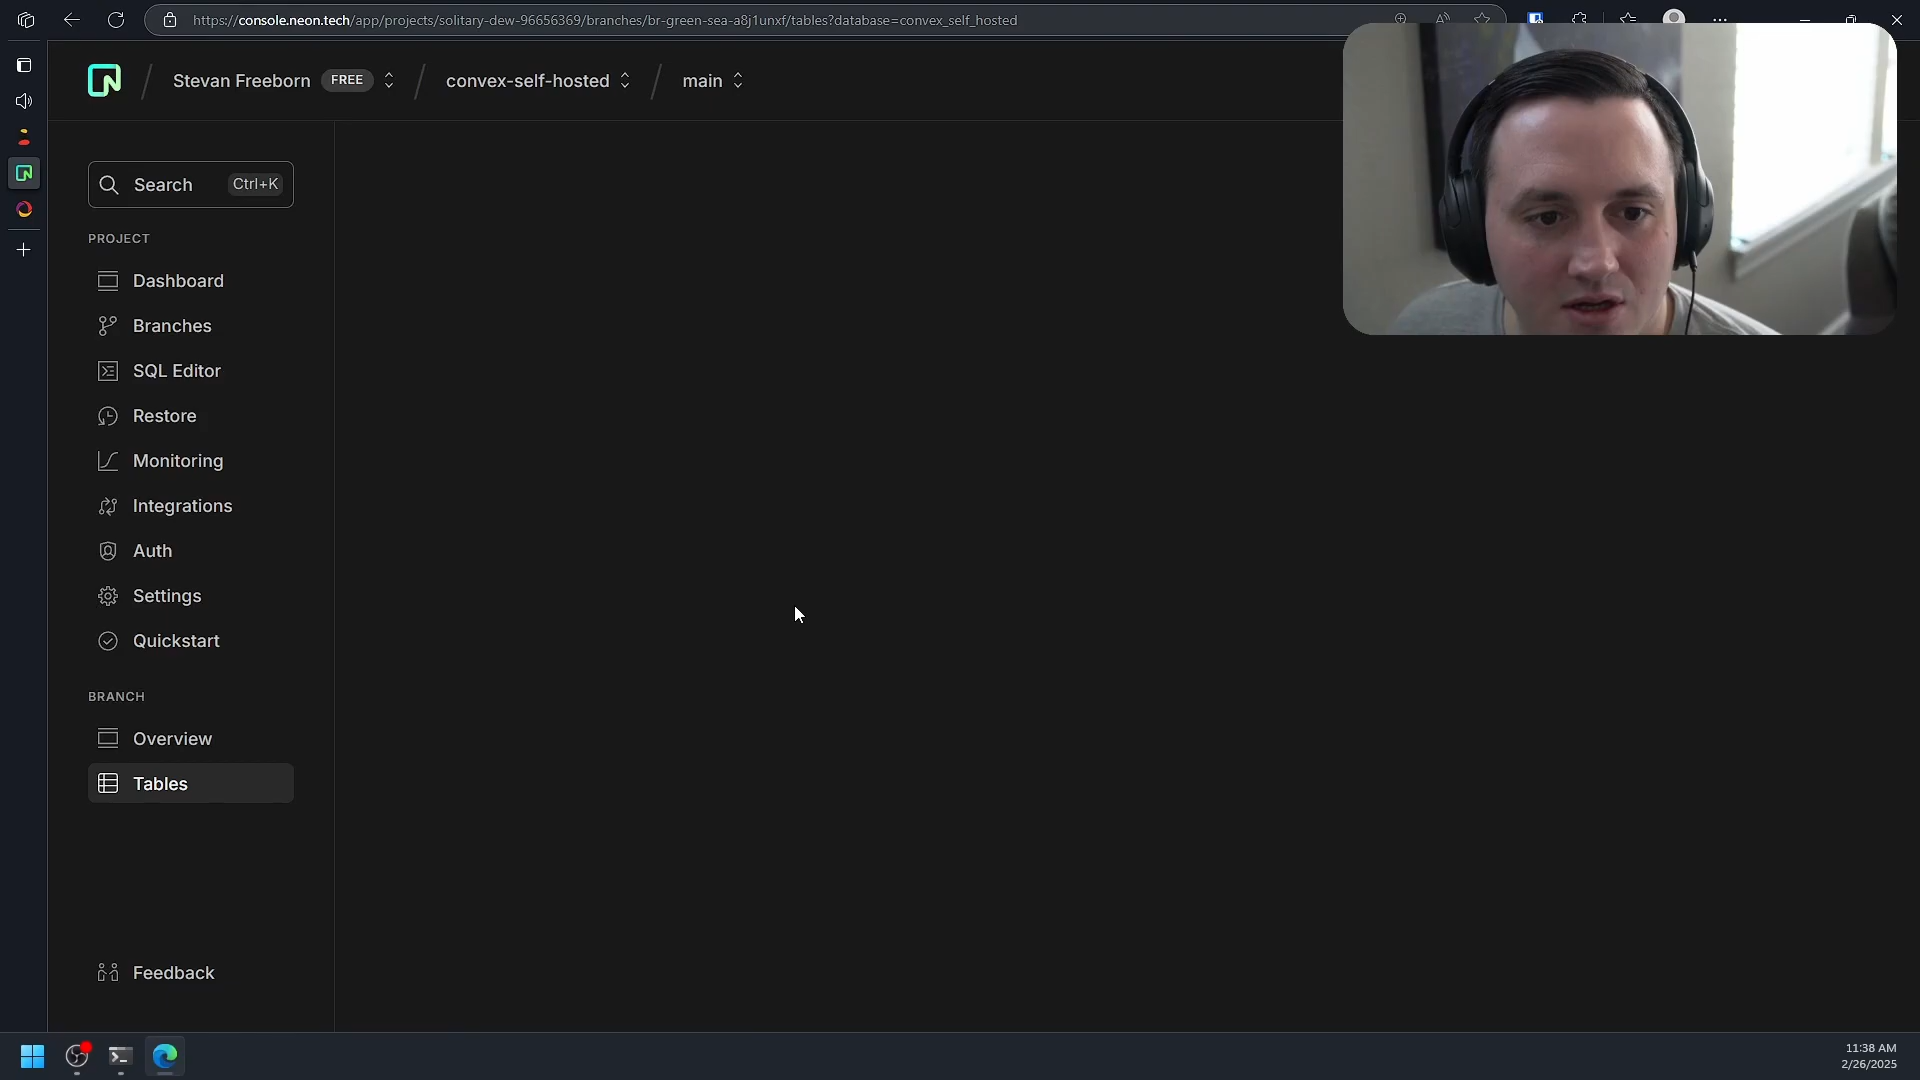 https://console.neon.tech/app/projects/solitary-dew-96656369/branches/br-green-sea-a8j1unxf/tables?database=convex_self_hosted
Stevan Freeborn FREE / convex-self-hosted / main
Search Ctrl+K
PROJECT
Dashboard
Branches
SQL Editor
Restore
Monitoring
Integrations
Auth
Settings
Quickstart
BRANCH
Overview
Tables
Feedback
11:38 AM
2/26/2025